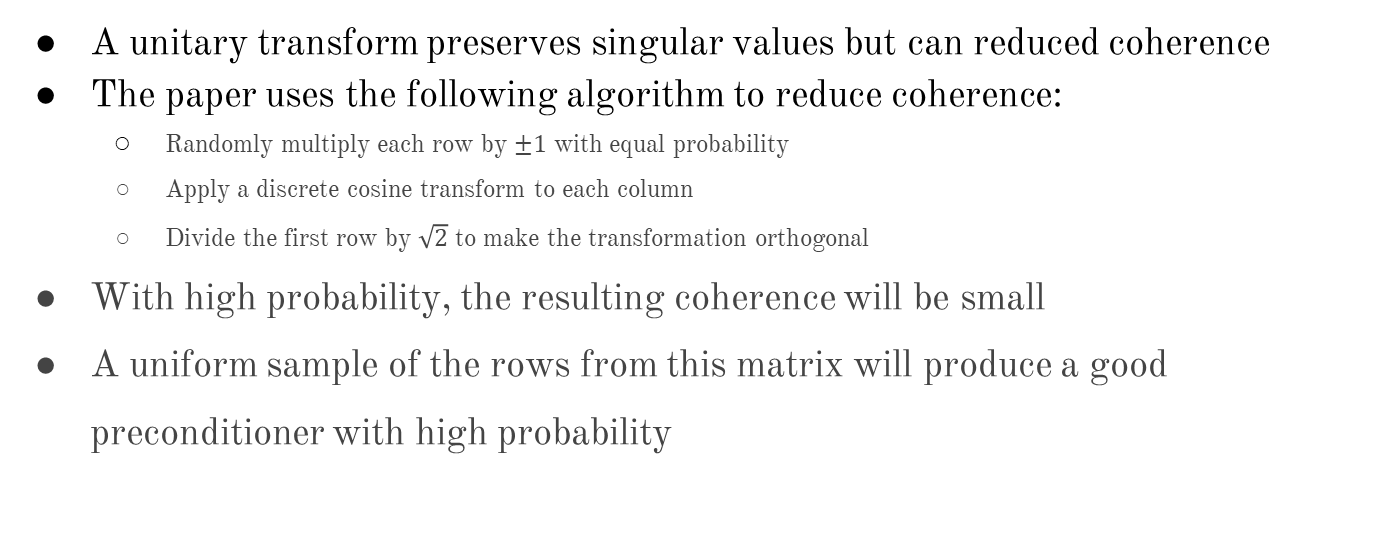 ● A unitary transform preserves singular values but can reduced coherence
● The paper uses the following algorithm to reduce coherence:
○ Randomly multiply each row by ±1 with equal probability
○ Apply a discrete cosine transform to each column
○ Divide the first row by √2 to make the transformation orthogonal
● With high probability, the resulting coherence will be small
● A uniform sample of the rows from this matrix will produce a good
preconditioner with high probability